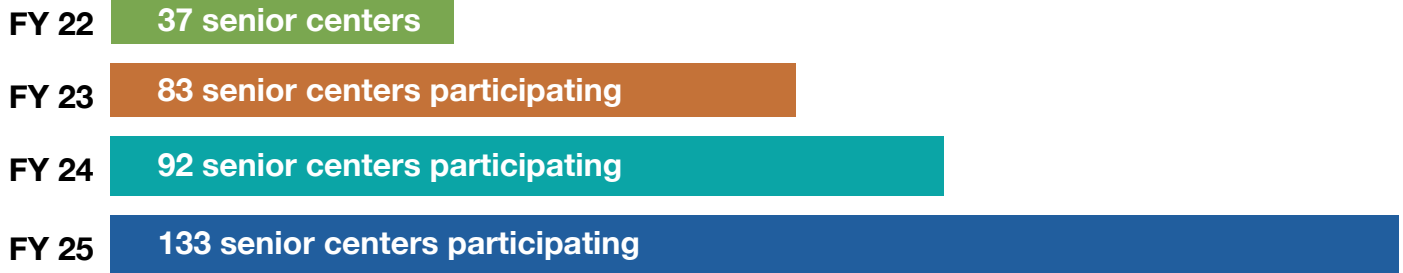 FY 22 37 senior centers
FY 23 83 senior centers participating
FY 24 92 senior centers participating
FY 25 133 senior centers participating